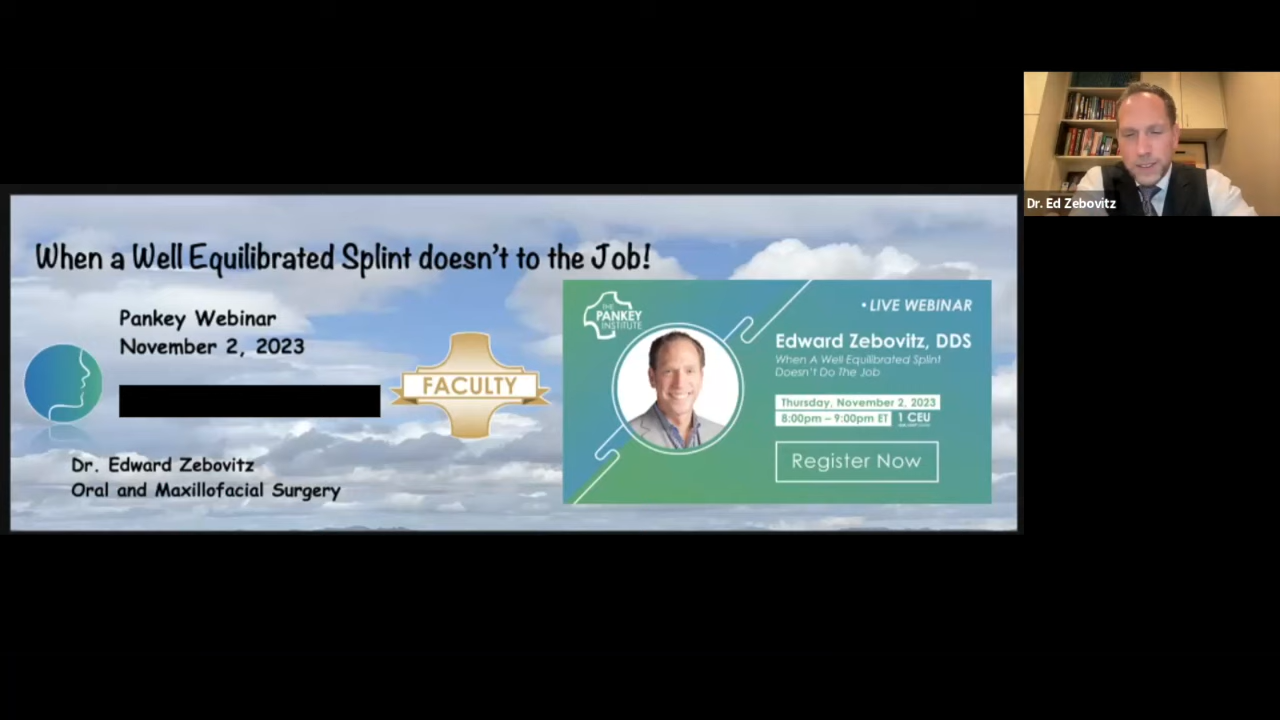 When a Well Equilibrated Splint doesn't to the Job!
Pankey Webinar
November 2, 2023
FACULTY
Dr. Edward Zebovitz
Oral and Maxillofacial Surgery
THE
PANKEY
INSTITUTE
• LIVE WEBINAR
Edward Zebovitz, DDS
When A Well Equilibrated Splint
Doesn't Do The Job
Thursday, November 2, 2023
8:00pm – 9:00pm ET
1 CEU
Register Now
Dr. Ed Zebovitz